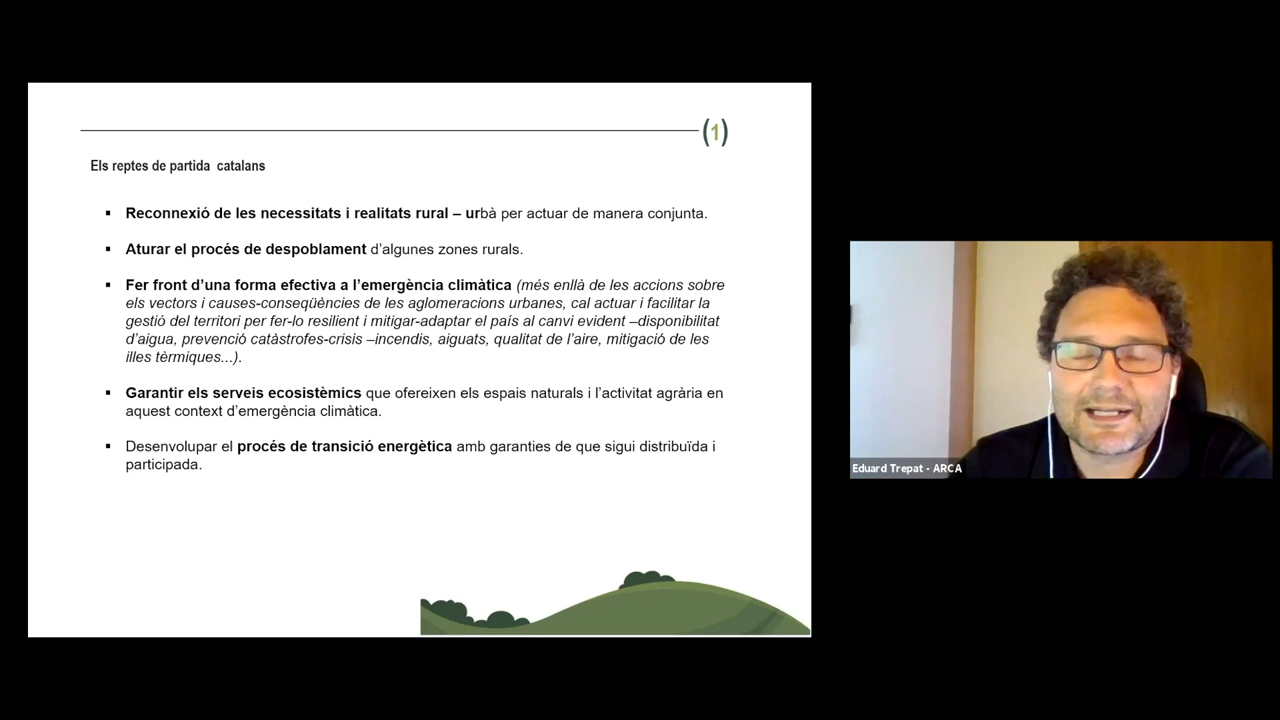 (1)
Els reptes de partida catalans
▪ Reconnexió de les necessitats i realitats rural – urbà per actuar de manera conjunta.
▪ Aturar el procés de despoblament d’algunes zones rurals.
▪ Fer front d’una forma efectiva a l’emergència climàtica (més enllà de les accions sobre
els vectors i causes-conseqüències de les aglomeracions urbanes, cal actuar i facilitar la
gestió del territori per fer-lo resilient i mitigar-adaptar el país al canvi evident –disponibilitat
d’aigua, prevenció catàstrofes-crisis –incendis, aiguats, qualitat de l’aire, mitigació de les
illes tèrmiques...).
▪ Garantir els serveis ecosistèmics que ofereixen els espais naturals i l’activitat agrària en
aquest context d’emergència climàtica.
▪ Desenvolupar el procés de transició energètica amb garanties de que sigui distribuïda i
participada.
Eduard Trepat - ARCA